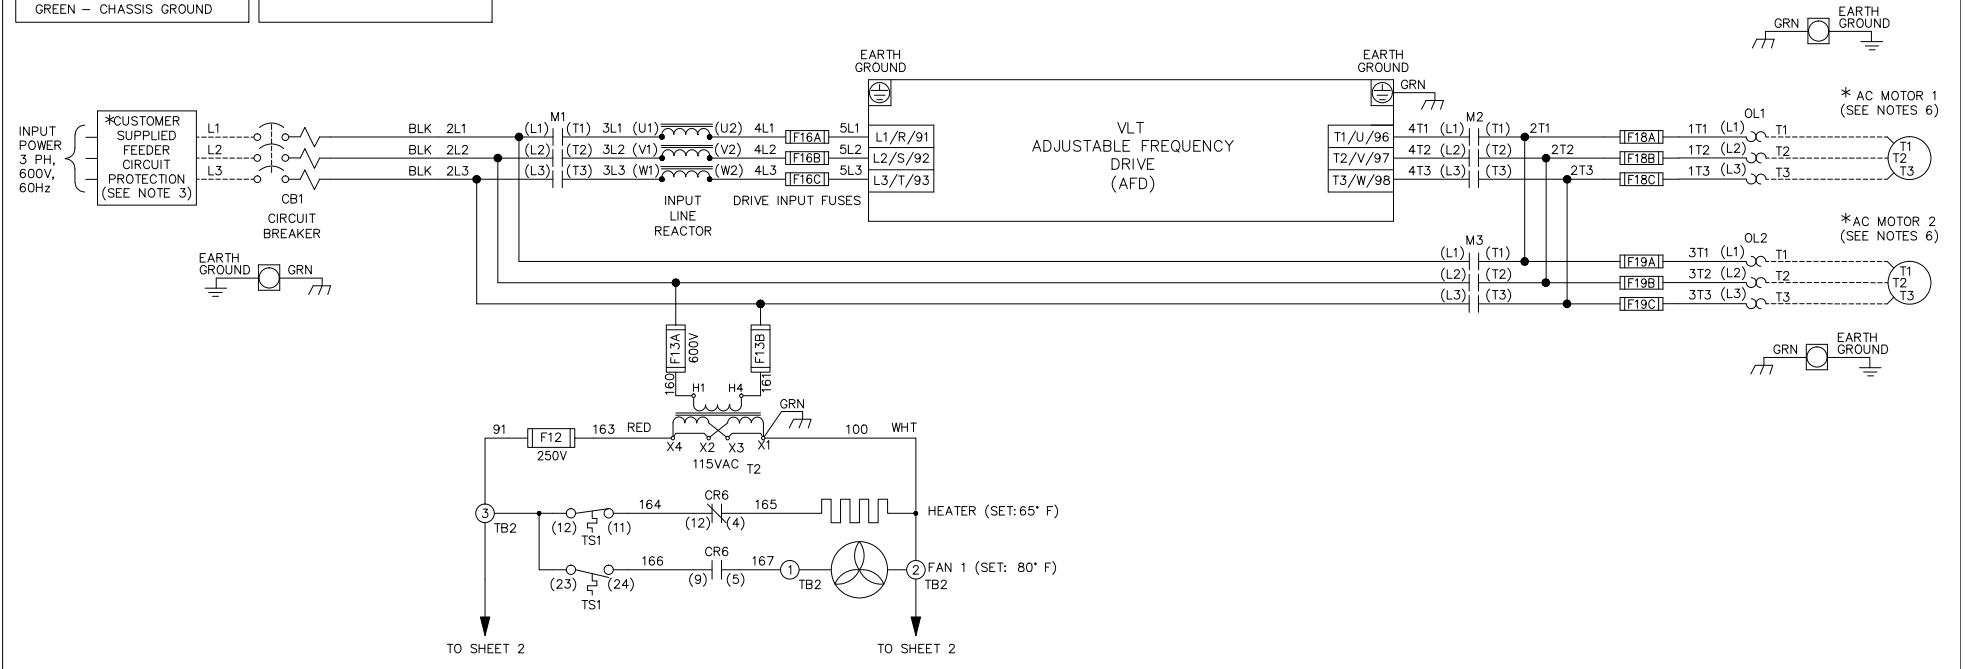 GREEN – CHASSIS GROUND
INPUT
POWER
3 PH,
600V,
60Hz
*CUSTOMER
SUPPLIED
FEEDER
CIRCUIT
PROTECTION
(SEE NOTE 3)
L1
L2
L3
CB1
CIRCUIT
BREAKER
EARTH
GROUND
GRN
BLK 2L1
BLK 2L2
BLK 2L3
M1
(L1) (T1) 3L1 (U1) (U2) 4L1 F16A 5L1
(L2) (T2) 3L2 (V1) (V2) 4L2 F16B 5L2
(L3) (T3) 3L3 (W1) (W2) 4L3 F16C 5L3
INPUT
LINE
REACTOR
DRIVE INPUT FUSES
EARTH
GROUND
L1/R/91
L2/S/92
L3/T/93
VLT
ADJUSTABLE FREQUENCY
DRIVE
(AFD)
EARTH
GROUND
GRN
T1/U/96
T2/V/97
T3/W/98
M2
4T1 (L1) (T1) 2T1 F18A 1T1 (L1) T1
4T2 (L2) (T2) 2T2 F18B 1T2 (L2) T2
4T3 (L3) (T3) 2T3 F18C 1T3 (L3) T3
OL1
GRN
EARTH
GROUND
* AC MOTOR 1
(SEE NOTES 6)
T1
T2
T3
M3
(L1) (T1) F19A 3T1 (L1) T1
(L2) (T2) F19B 3T2 (L2) T2
(L3) (T3) F19C 3T3 (L3) T3
OL2
*AC MOTOR 2
(SEE NOTES 6)
T1
T2
T3
GRN
EARTH
GROUND
F13A
600V
F13B
160
161
H1 H4
GRN
91 F12 163 RED
250V
X4 X2 X3 X1
115VAC T2
100 WHT
3
TB2
(12) (11)
TS1
164
CR6
(12) (4)
165
HEATER (SET:65° F)
(23) (24)
TS1
166
CR6
(9) (5)
167
1
TB2
2
TB2
FAN 1 (SET: 80° F)
TO SHEET 2
TO SHEET 2